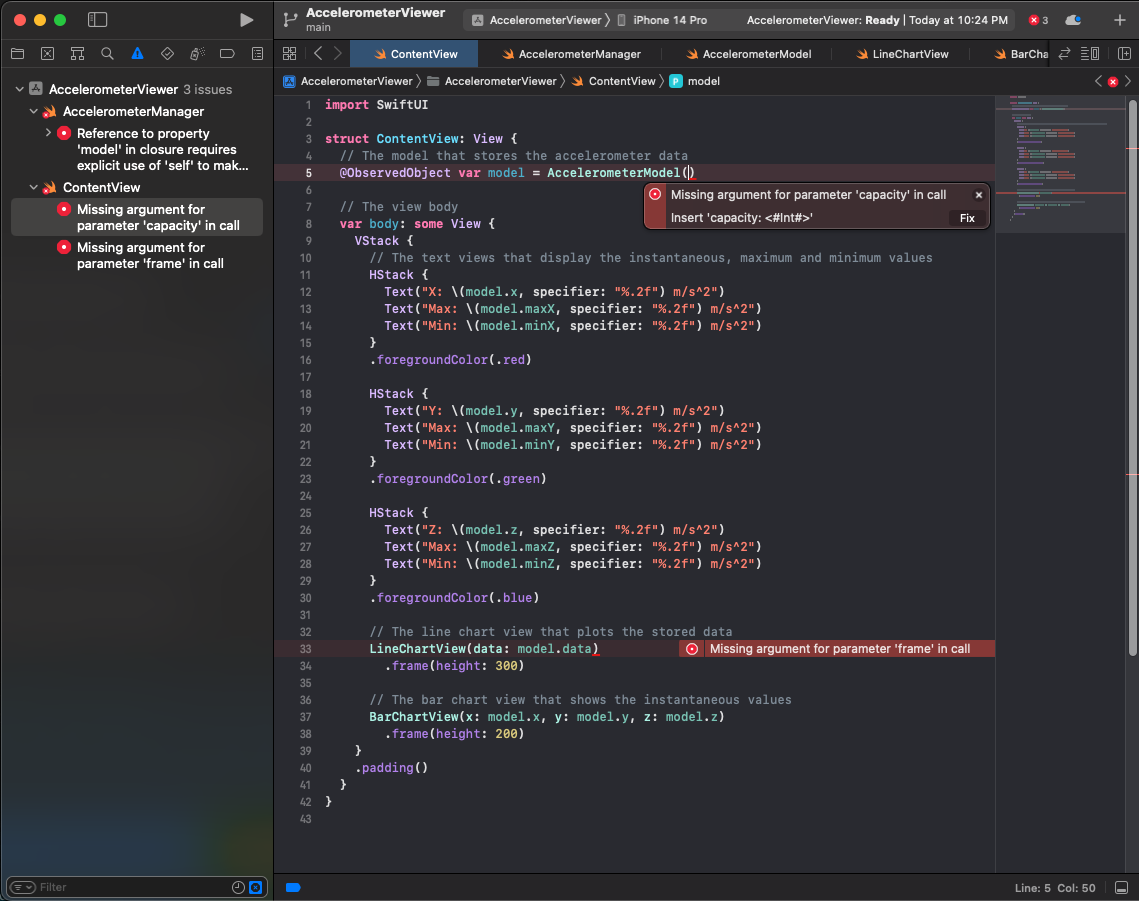 AccelerometerViewer
main
AccelerometerViewer
iPhone 14 Pro
AccelerometerViewer: Ready | Today at 10:24 PM
3
ContentView
AccelerometerManager
AccelerometerModel
LineChartView
BarCha
AccelerometerViewer
AccelerometerViewer
ContentView
P model
AccelerometerViewer 3 issues
AccelerometerManager
Reference to property
'model' in closure requires
explicit use of 'self' to mak...
ContentView
Missing argument for
parameter 'capacity' in call
Missing argument for
parameter 'frame' in call
Filter
1 import SwiftUI
2
3 struct ContentView: View {
4 // The model that stores the accelerometer data
5 @ObservedObject var model = AccelerometerModel()
Missing argument for parameter 'capacity' in call
Insert 'capacity: <#Int#>'
Fix
6
7 // The view body
8 var body: some View {
9 VStack {
10 // The text views that display the instantaneous, maximum and minimum values
11 HStack {
12 Text("X: \(model.x, specifier: "%.2f") m/s^2")
13 Text("Max: \(model.maxX, specifier: "%.2f") m/s^2")
14 Text("Min: \(model.minX, specifier: "%.2f") m/s^2")
15 }
16 .foregroundColor(.red)
17
18 HStack {
19 Text("Y: \(model.y, specifier: "%.2f") m/s^2")
20 Text("Max: \(model.maxY, specifier: "%.2f") m/s^2")
21 Text("Min: \(model.minY, specifier: "%.2f") m/s^2")
22 }
23 .foregroundColor(.green)
24
25 HStack {
26 Text("Z: \(model.z, specifier: "%.2f") m/s^2")
27 Text("Max: \(model.maxZ, specifier: "%.2f") m/s^2")
28 Text("Min: \(model.minZ, specifier: "%.2f") m/s^2")
29 }
30 .foregroundColor(.blue)
31
32 // The line chart view that plots the stored data
33 LineChartView(data: model.data)
Missing argument for parameter 'frame' in call
34 .frame(height: 300)
35
36 // The bar chart view that shows the instantaneous values
37 BarChartView(x: model.x, y: model.y, z: model.z)
38 .frame(height: 200)
39 }
40 .padding()
41 }
42 }
43
Line: 5 Col: 50